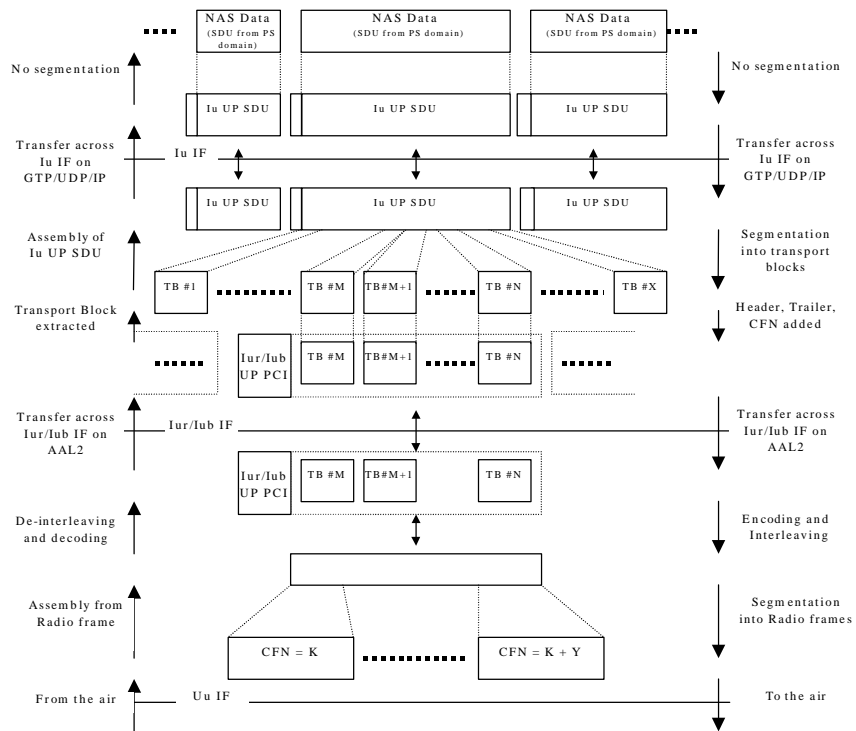 NAS Data
(SDU from PS
domain)
NAS Data
(SDU from PS domain)
NAS Data
(SDU from PS domain)
No segmentation
No segmentation
Iu UP SDU
Iu UP SDU
Iu UP SDU
Transfer across
Iu IF on
GTP/UDP/IP
Iu IF
Transfer across
Iu IF on
GTP/UDP/IP
Iu UP SDU
Iu UP SDU
Iu UP SDU
Assembly of
Iu UP SDU
Segmentation
into transport
blocks
TB #1
TB #M
TB#M+1
TB #N
TB #X
Transport Block
extracted
Header, Trailer,
CFN added
Iur/Iub
UP PCI
TB #M
TB#M+1
TB #N
Transfer across
Iur/Iub IF on
AAL2
Iur/Iub IF
Transfer across
Iur/Iub IF on
AAL2
Iur/Iub
UP PCI
TB #M
TB#M+1
TB #N
De-interleaving
and decoding
Encoding and
Interleaving
Assembly from
Radio frame
Segmentation
into Radio frames
CFN = K
CFN = K + Y
From the air
Uu IF
To the air